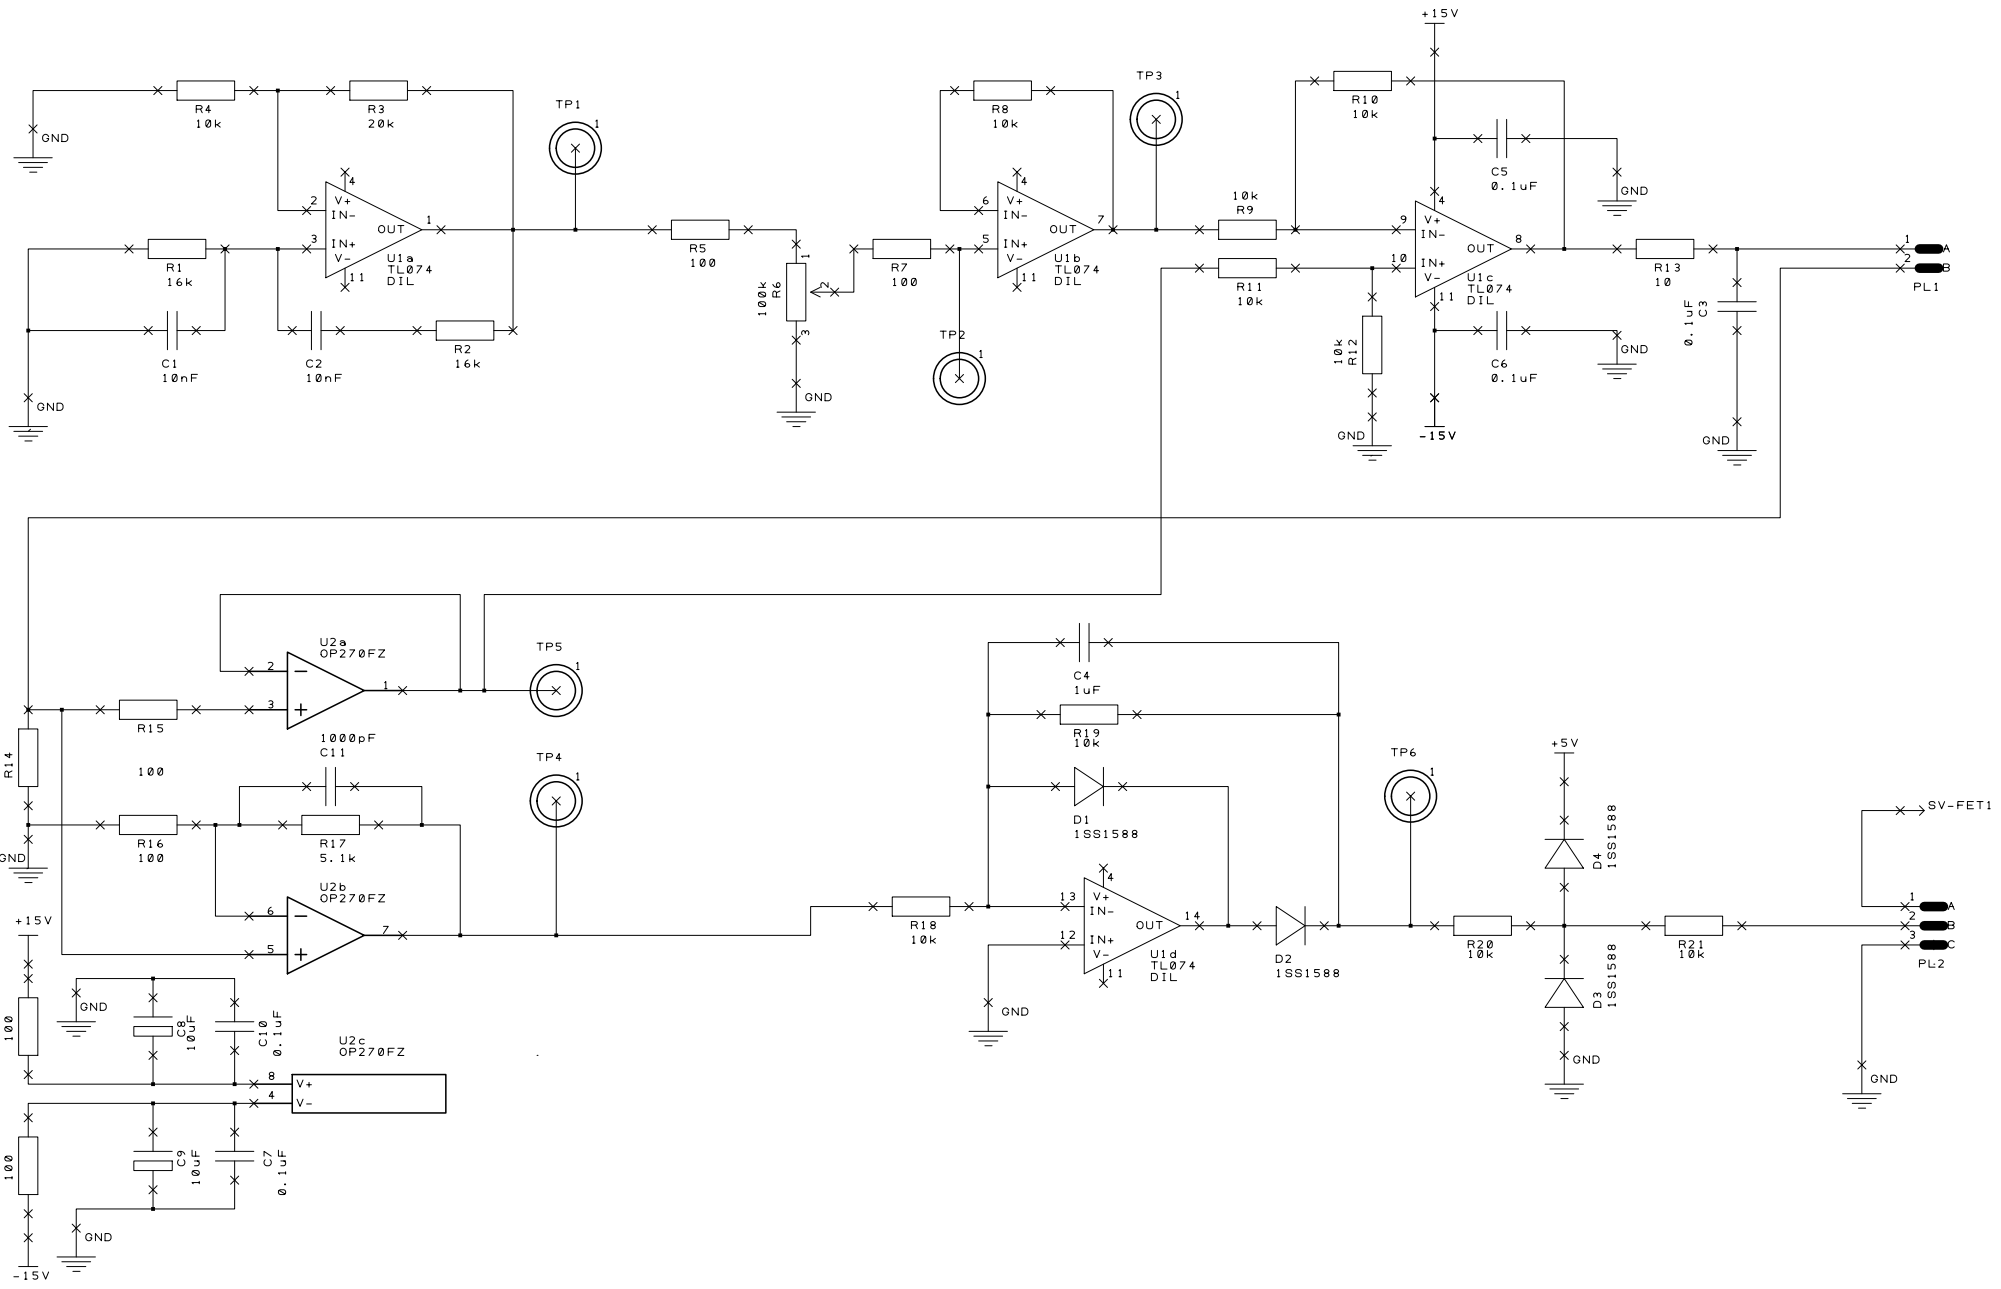 +15V
R4
10k
R3
20k
GND
TP1
1
2
4
V+
IN-
3
IN+
V-
OUT
1
11
U1a
TL074
DIL
R1
16k
C1
10nF
C2
10nF
R2
16k
GND
R5
100
1
100k
R6
2
3
GND
R7
100
TP2
1
R8
10k
6
4
V+
IN-
5
IN+
V-
OUT
7
11
U1b
TL074
DIL
TP3
1
10k
R9
R11
10k
R10
10k
C5
0.1uF
GND
9
4
V+
IN-
10
IN+
V-
OUT
8
11
U1c
TL074
DIL
10k
R12
GND
C6
0.1uF
GND
-15V
R13
10
0.1uF
C3
GND
1
A
2
B
PL1
U2a
OP270FZ
2
3
1
TP5
1
R15
100
R14
1000pF
C11
R16
100
R17
5.1k
GND
U2b
OP270FZ
6
5
7
TP4
1
C4
1uF
R19
10k
D1
1SS1588
R18
10k
13
4
V+
IN-
12
IN+
V-
OUT
14
11
U1d
TL074
DIL
GND
D2
1SS1588
TP6
1
R20
10k
+5V
D4
1SS1588
D3
1SS1588
GND
R21
10k
SV-FET1
1
A
2
B
3
C
PL2
GND
+15V
100
GND
C8
10uF
C10
0.1uF
U2c
OP270FZ
8
V+
4
V-
100
C9
10uF
C7
0.1uF
GND
-15V